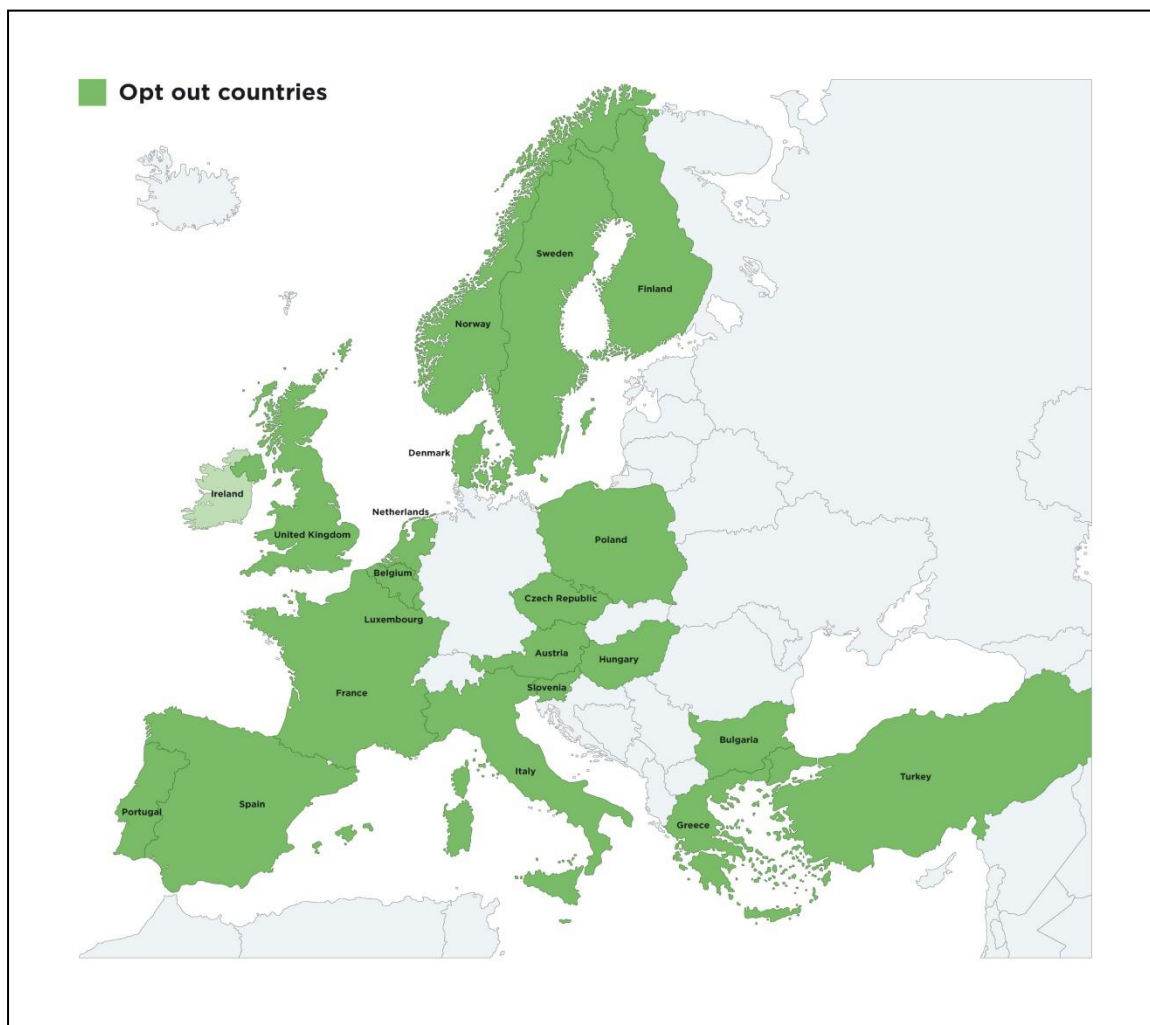 Opt out countries
Sweden
Finland
Norway
Denmark
Ireland
Netherlands
United Kingdom
Poland
Belgium
Czech Republic
Luxembourg
Austria
Hungary
Slovenia
France
Bulgaria
Italy
Turkey
Portugal
Spain
Greece